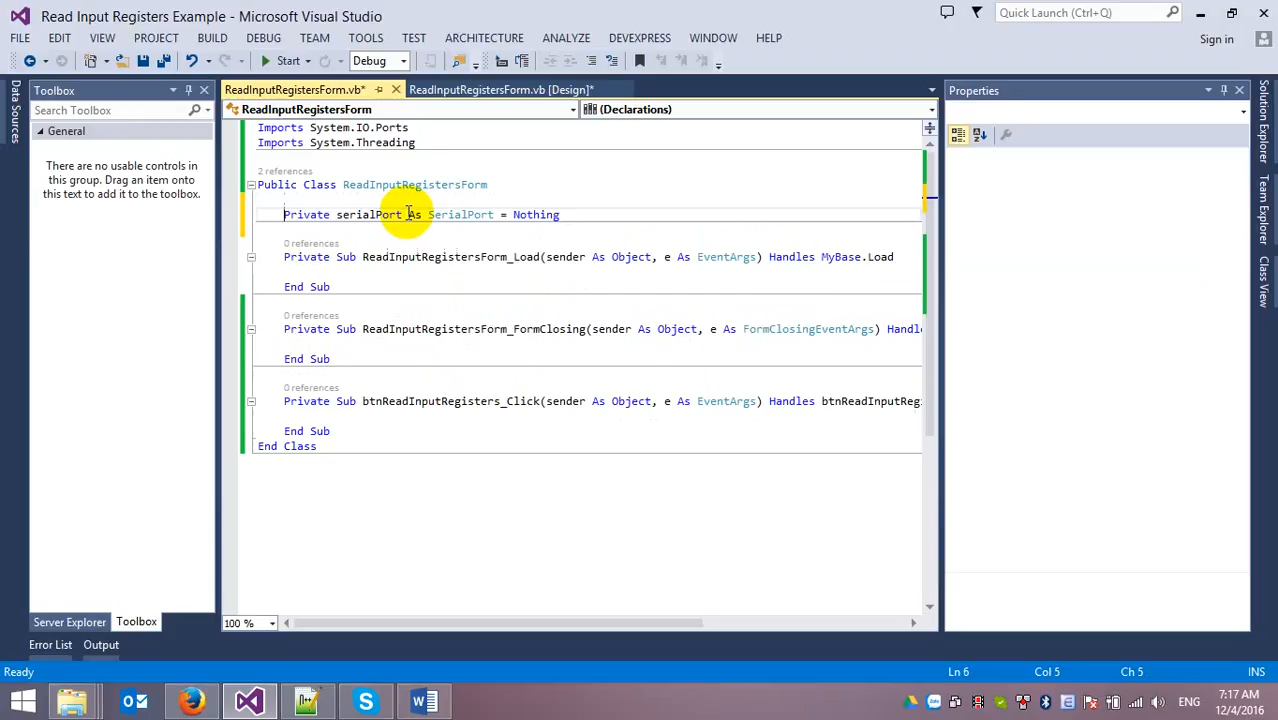 Read Input Registers Example - Microsoft Visual Studio
Quick Launch (Ctrl+Q)
FILE EDIT VIEW PROJECT BUILD DEBUG TEAM TOOLS TEST ARCHITECTURE ANALYZE DEVEXPRESS WINDOW HELP
Sign in
Start
Debug
Data Sources
Toolbox
Search Toolbox
General
There are no usable controls in
this group. Drag an item onto
this text to add it to the toolbox.
Server Explorer
Toolbox
ReadInputRegistersForm.vb*
ReadInputRegistersForm.vb [Design]*
ReadInputRegistersForm
(Declarations)
Imports System.IO.Ports
Imports System.Threading
2 references
Public Class ReadInputRegistersForm
Private serialPort As SerialPort = Nothing
0 references
Private Sub ReadInputRegistersForm_Load(sender As Object, e As EventArgs) Handles MyBase.Load
End Sub
0 references
Private Sub ReadInputRegistersForm_FormClosing(sender As Object, e As FormClosingEventArgs) Handle
End Sub
0 references
Private Sub btnReadInputRegisters_Click(sender As Object, e As EventArgs) Handles btnReadInputReg
End Sub
End Class
100 %
Properties
Solution Explorer
Team Explorer
Class View
Error List
Output
Ready
Ln 6
Col 5
Ch 5
INS
ENG
7:17 AM
12/4/2016